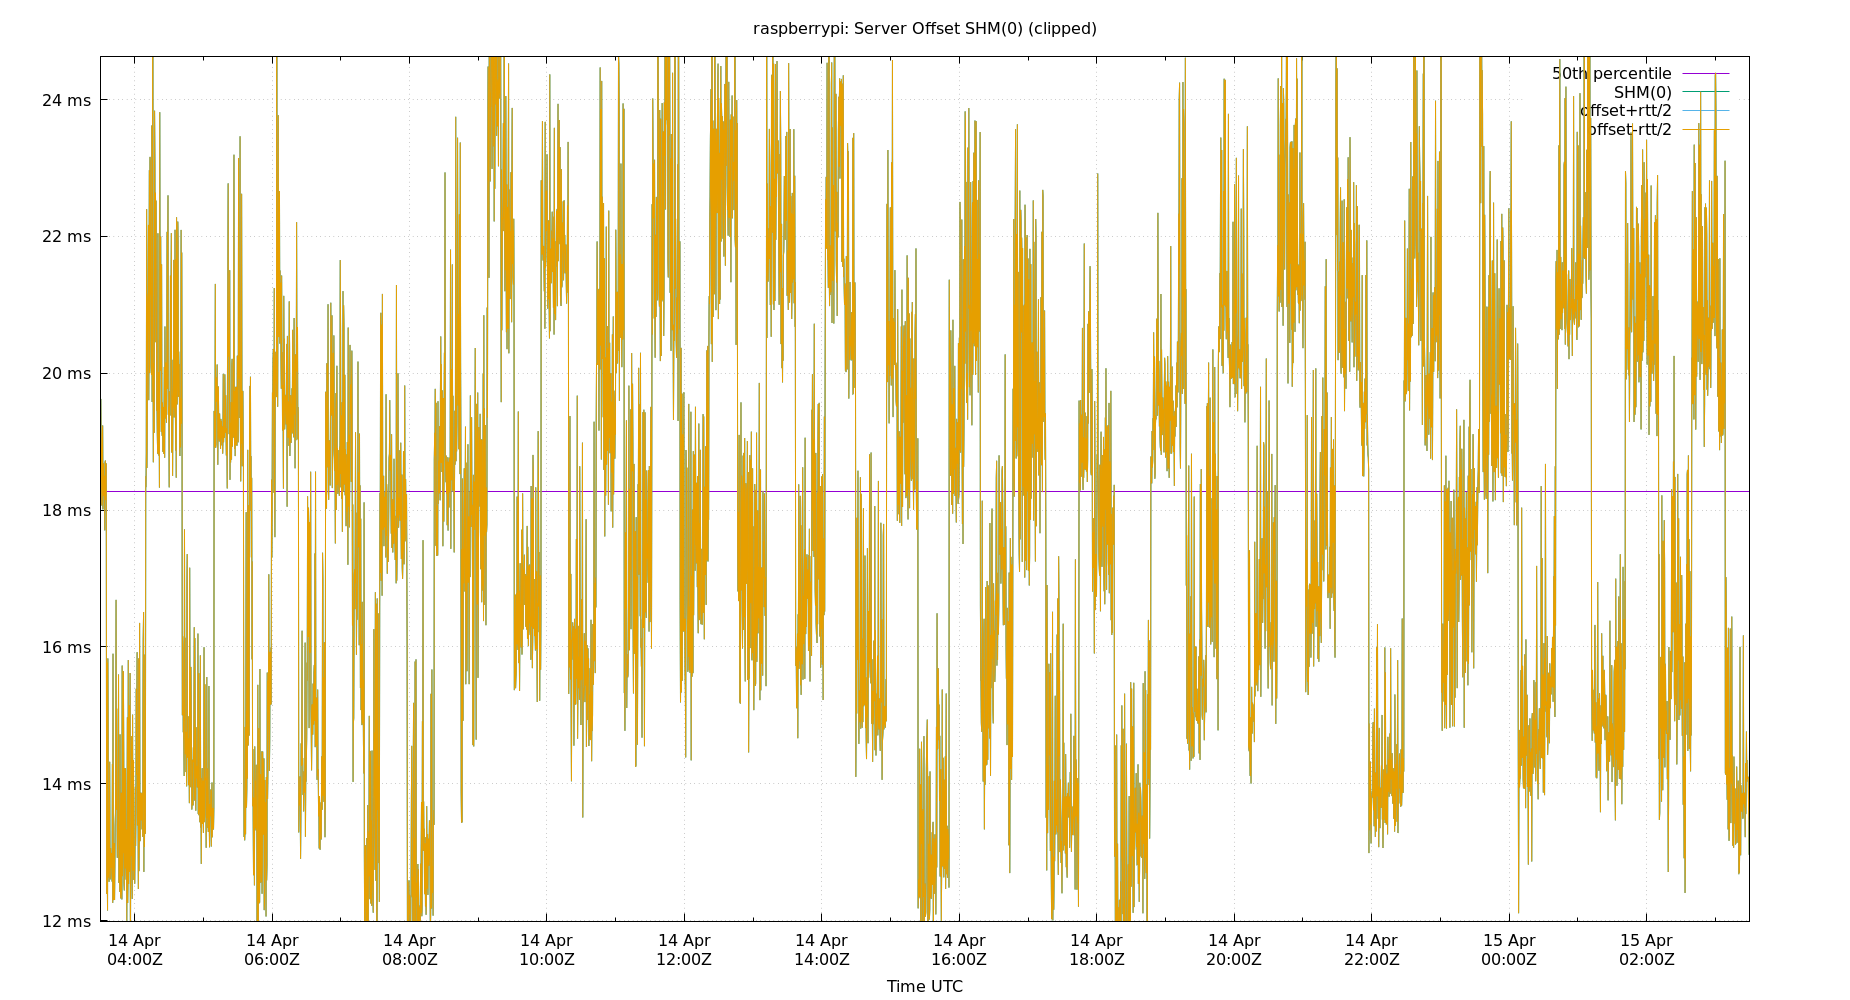 raspberrypi: Server Offset SHM(0) (clipped)
50th percentile
SHM(0)
offset+rtt/2
offset-rtt/2
24 ms
22 ms
20 ms
18 ms
16 ms
14 ms
12 ms
14 Apr 14 Apr 14 Apr 14 Apr 14 Apr 14 Apr 14 Apr 14 Apr 14 Apr 14 Apr 15 Apr 15 Apr
04:00Z 06:00Z 08:00Z 10:00Z 12:00Z 14:00Z 16:00Z 18:00Z 20:00Z 22:00Z 00:00Z 02:00Z
Time UTC